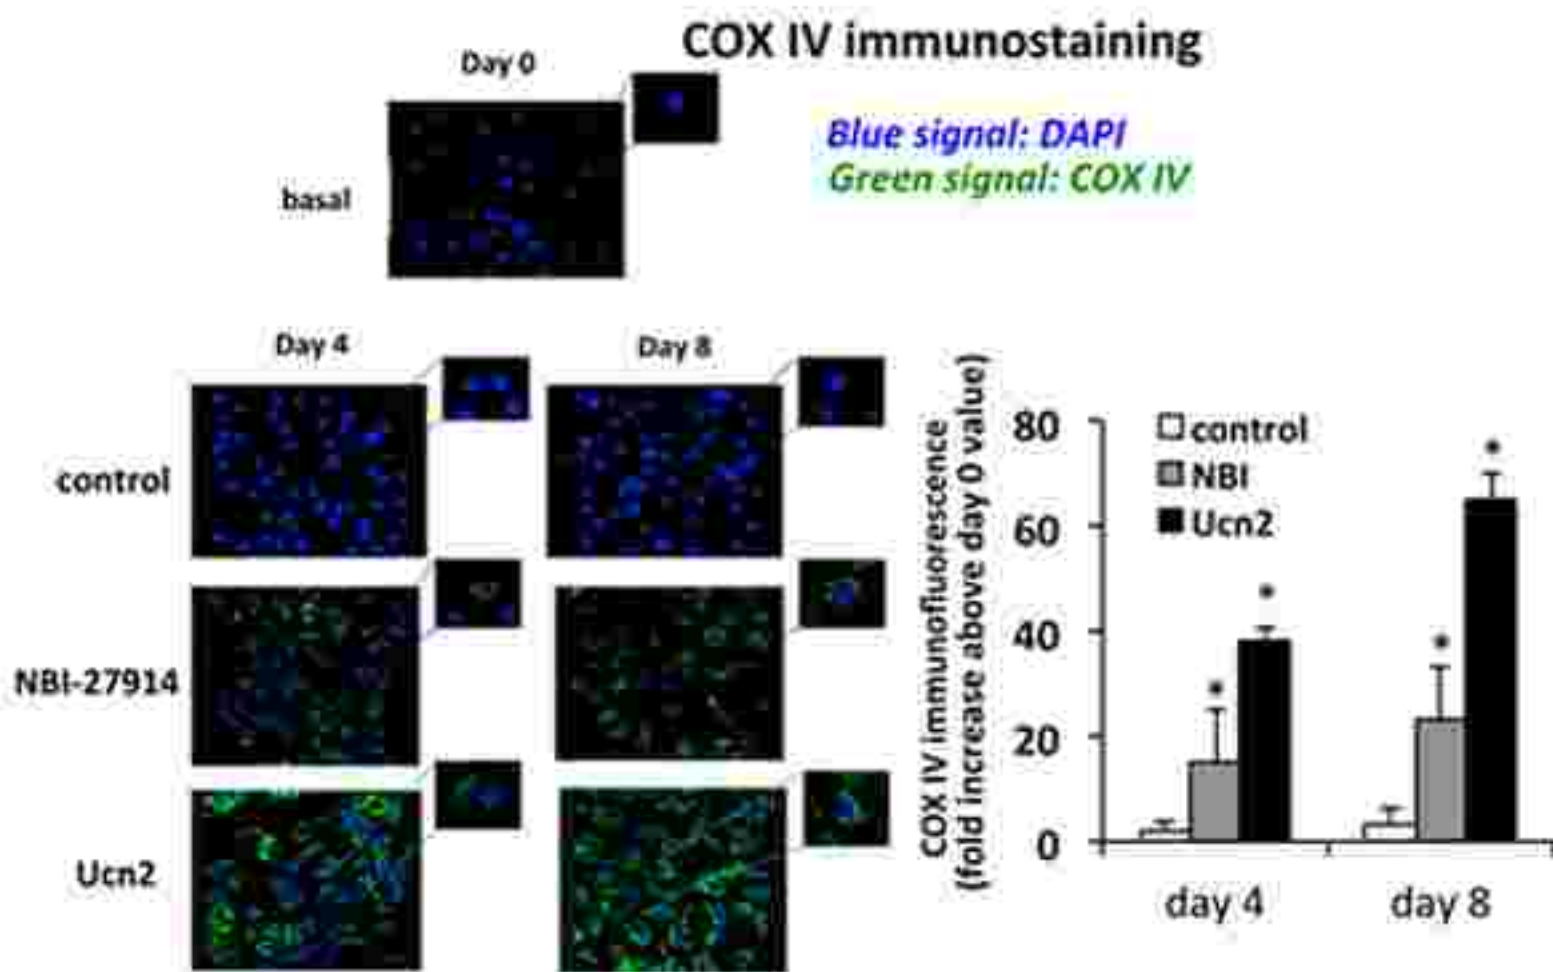 COX IV immunostaining
Day 0
Blue signal: DAPI
Green signal: COX IV
basal
Day 4
Day 8
control
NBI-27914
Ucn2
COX IV immunofluorescence
(fold increase above day 0 value)
80
60
40
20
0
control
NBI
Ucn2
*
*
*
*
day 4
day 8